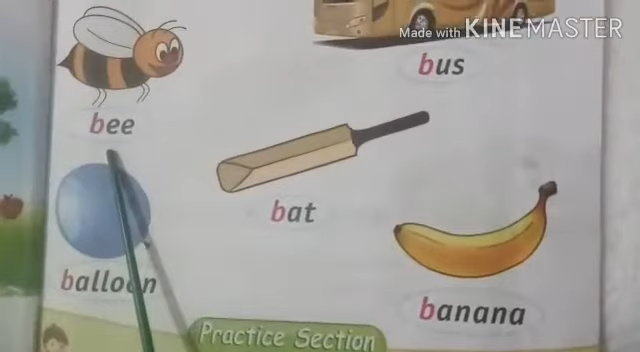 Made with KINEMASTER
bus
bee
bat
balloon
banana
Practice Section